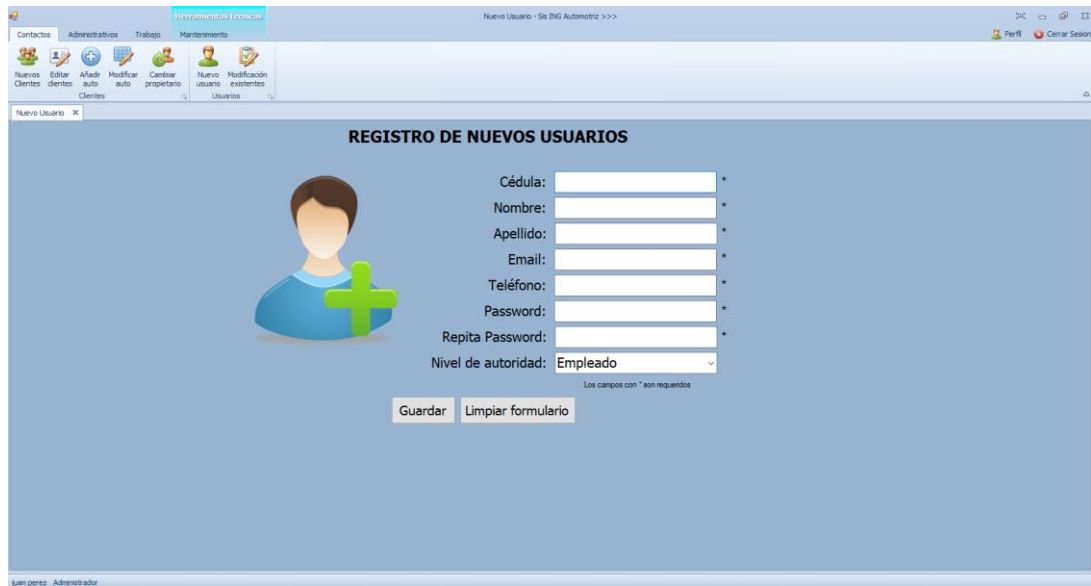 Herramientas técnicas
Nuevo Usuario - Sis ING Automotriz >>>
Contactos Administrativos Trabajo Mantenimiento
Perfil Cerrar Sesion
Nuevos Clientes
Editar clientes
Añadir auto
Modificar auto
Cambiar propietario
Nuevo usuario
Modificación existentes
Clientes
Usuarios
Nuevo Usuario X
REGISTRO DE NUEVOS USUARIOS
Cédula: *
Nombre: *
Apellido: *
Email: *
Teléfono: *
Password: *
Repita Password: *
Nivel de autoridad: Empleado
Los campos con * son requeridos
Guardar Limpiar formulario
juan perez Administrador